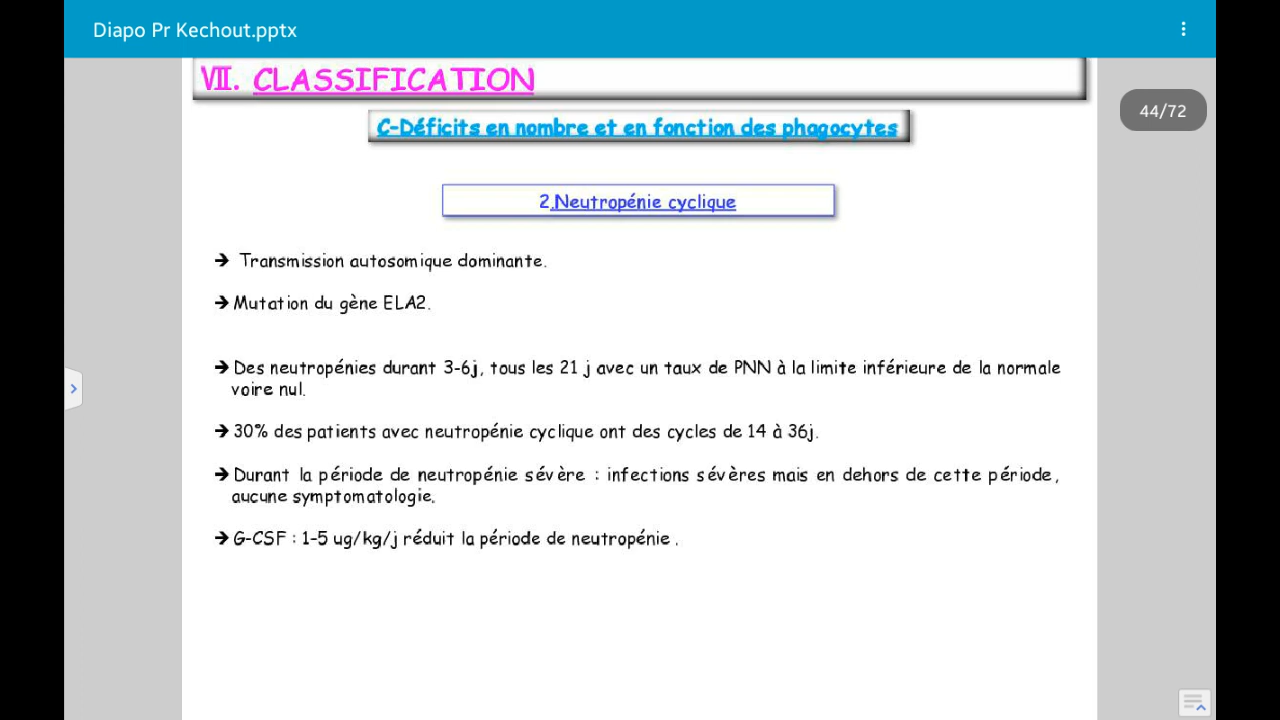 Diapo Pr Kechout.pptx
VII. CLASSIFICATION
44/72
C-Déficits en nombre et en fonction des phagocytes
2.Neutropénie cyclique
➔ Transmission autosomique dominante.
➔ Mutation du gène ELA2.
➔ Des neutropénies durant 3-6j, tous les 21 j avec un taux de PNN à la limite inférieure de la normale
voire nul.
➔ 30% des patients avec neutropénie cyclique ont des cycles de 14 à 36j.
➔ Durant la période de neutropénie sévère : infections sévères mais en dehors de cette période,
aucune symptomatologie.
➔ G-CSF : 1-5 ug/kg/j réduit la période de neutropénie .